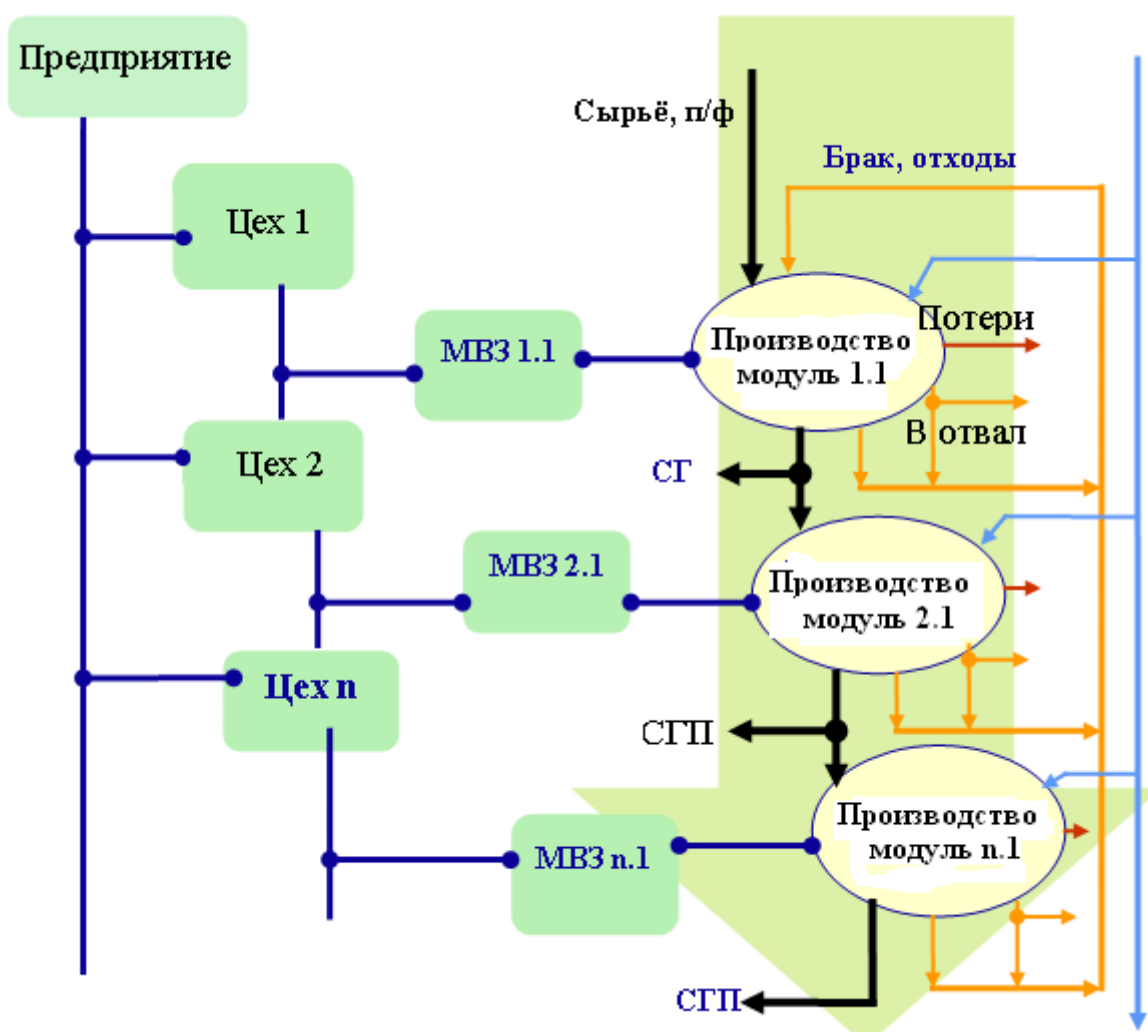 Предприятие
Сырьё, п/ф
Брак, отходы
Цех 1
МВЗ 1.1
Производство
модуль 1.1
Потери
В отвал
СГ
Цех 2
МВЗ 2.1
Производство
модуль 2.1
Цех n
СГП
МВЗ n.1
Производство
модуль n.1
СГП